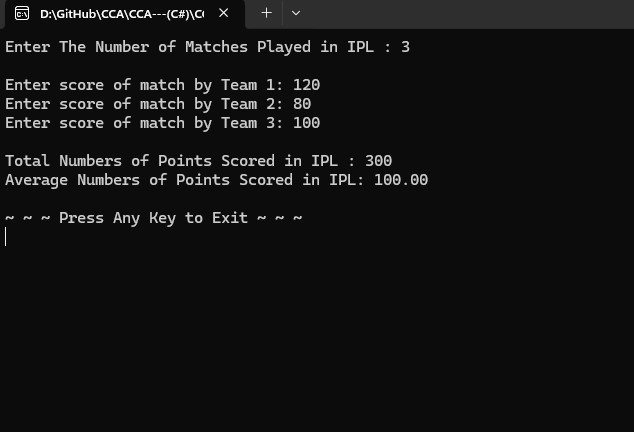 D:\GitHub\CCA\CCA---(C#)\C
Enter The Number of Matches Played in IPL : 3
Enter score of match by Team 1: 120
Enter score of match by Team 2: 80
Enter score of match by Team 3: 100
Total Numbers of Points Scored in IPL : 300
Average Numbers of Points Scored in IPL: 100.00
~ ~ ~ Press Any Key to Exit ~ ~ ~